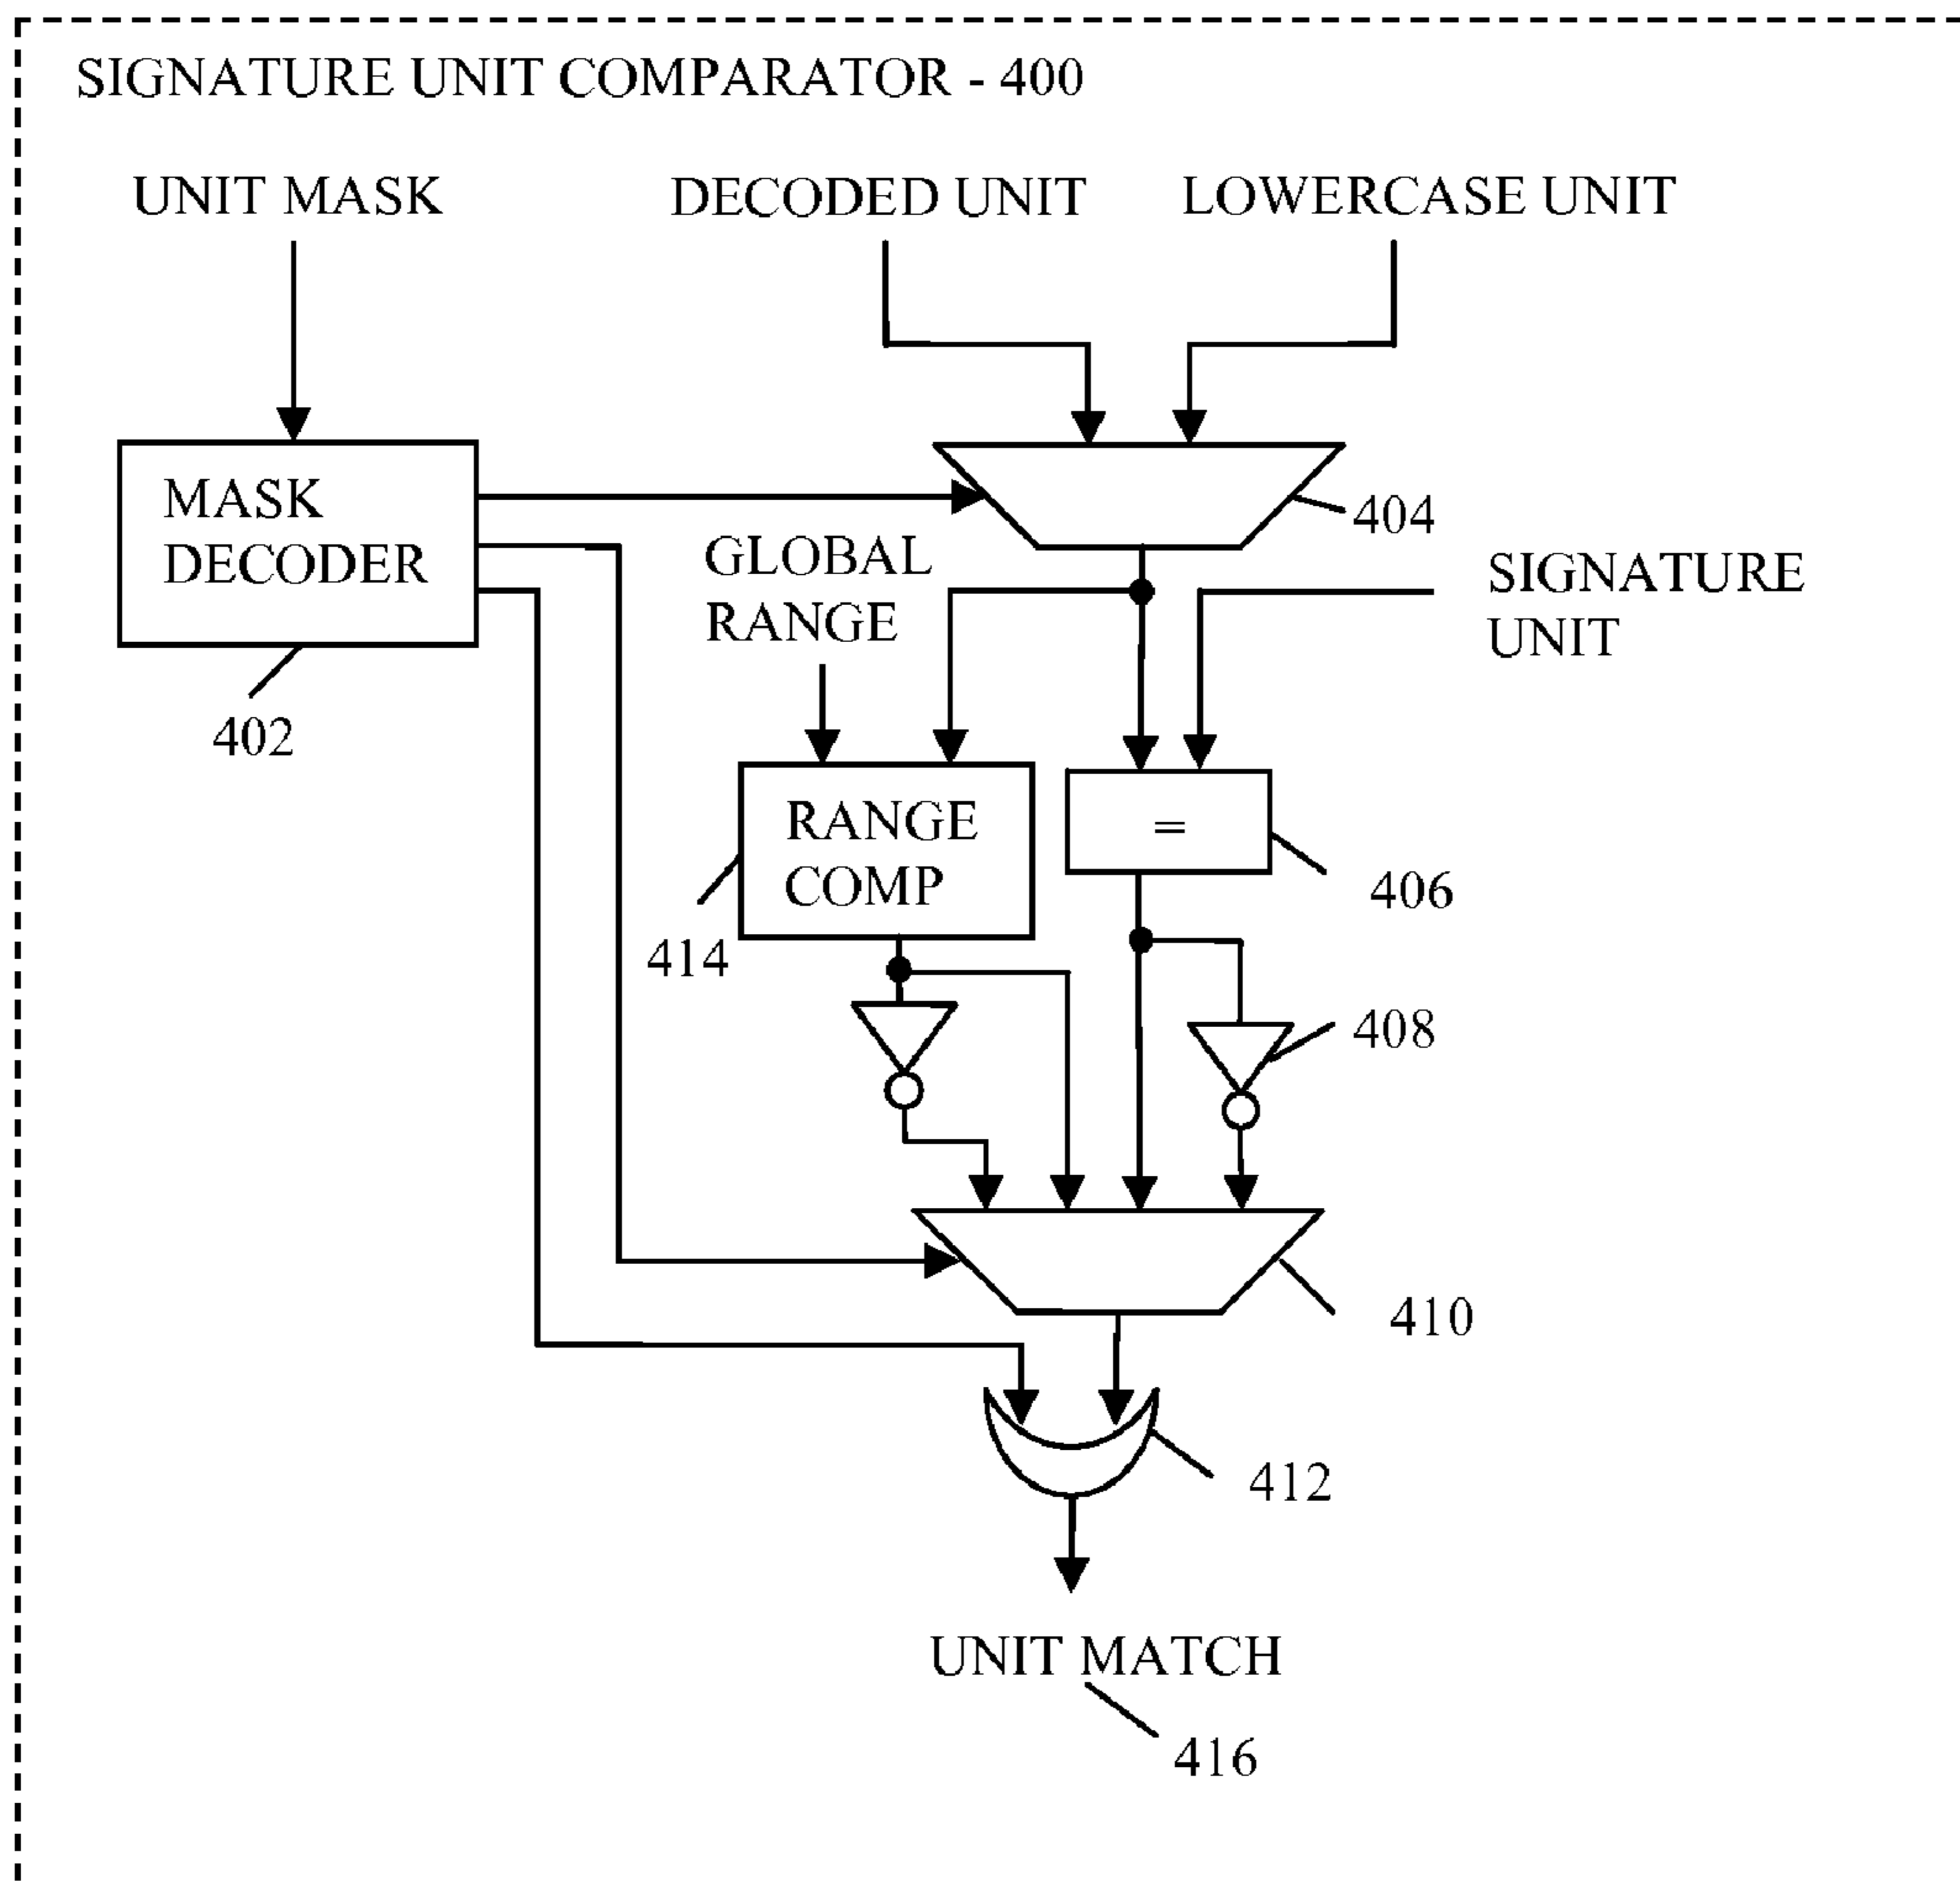 SIGNATURE UNIT COMPARATOR - 400
UNIT MASK
DECODED UNIT
LOWERCASE UNIT
MASK
DECODER
404
GLOBAL
RANGE
SIGNATURE
UNIT
402
RANGE
COMP
=
406
414
408
410
412
UNIT MATCH
416